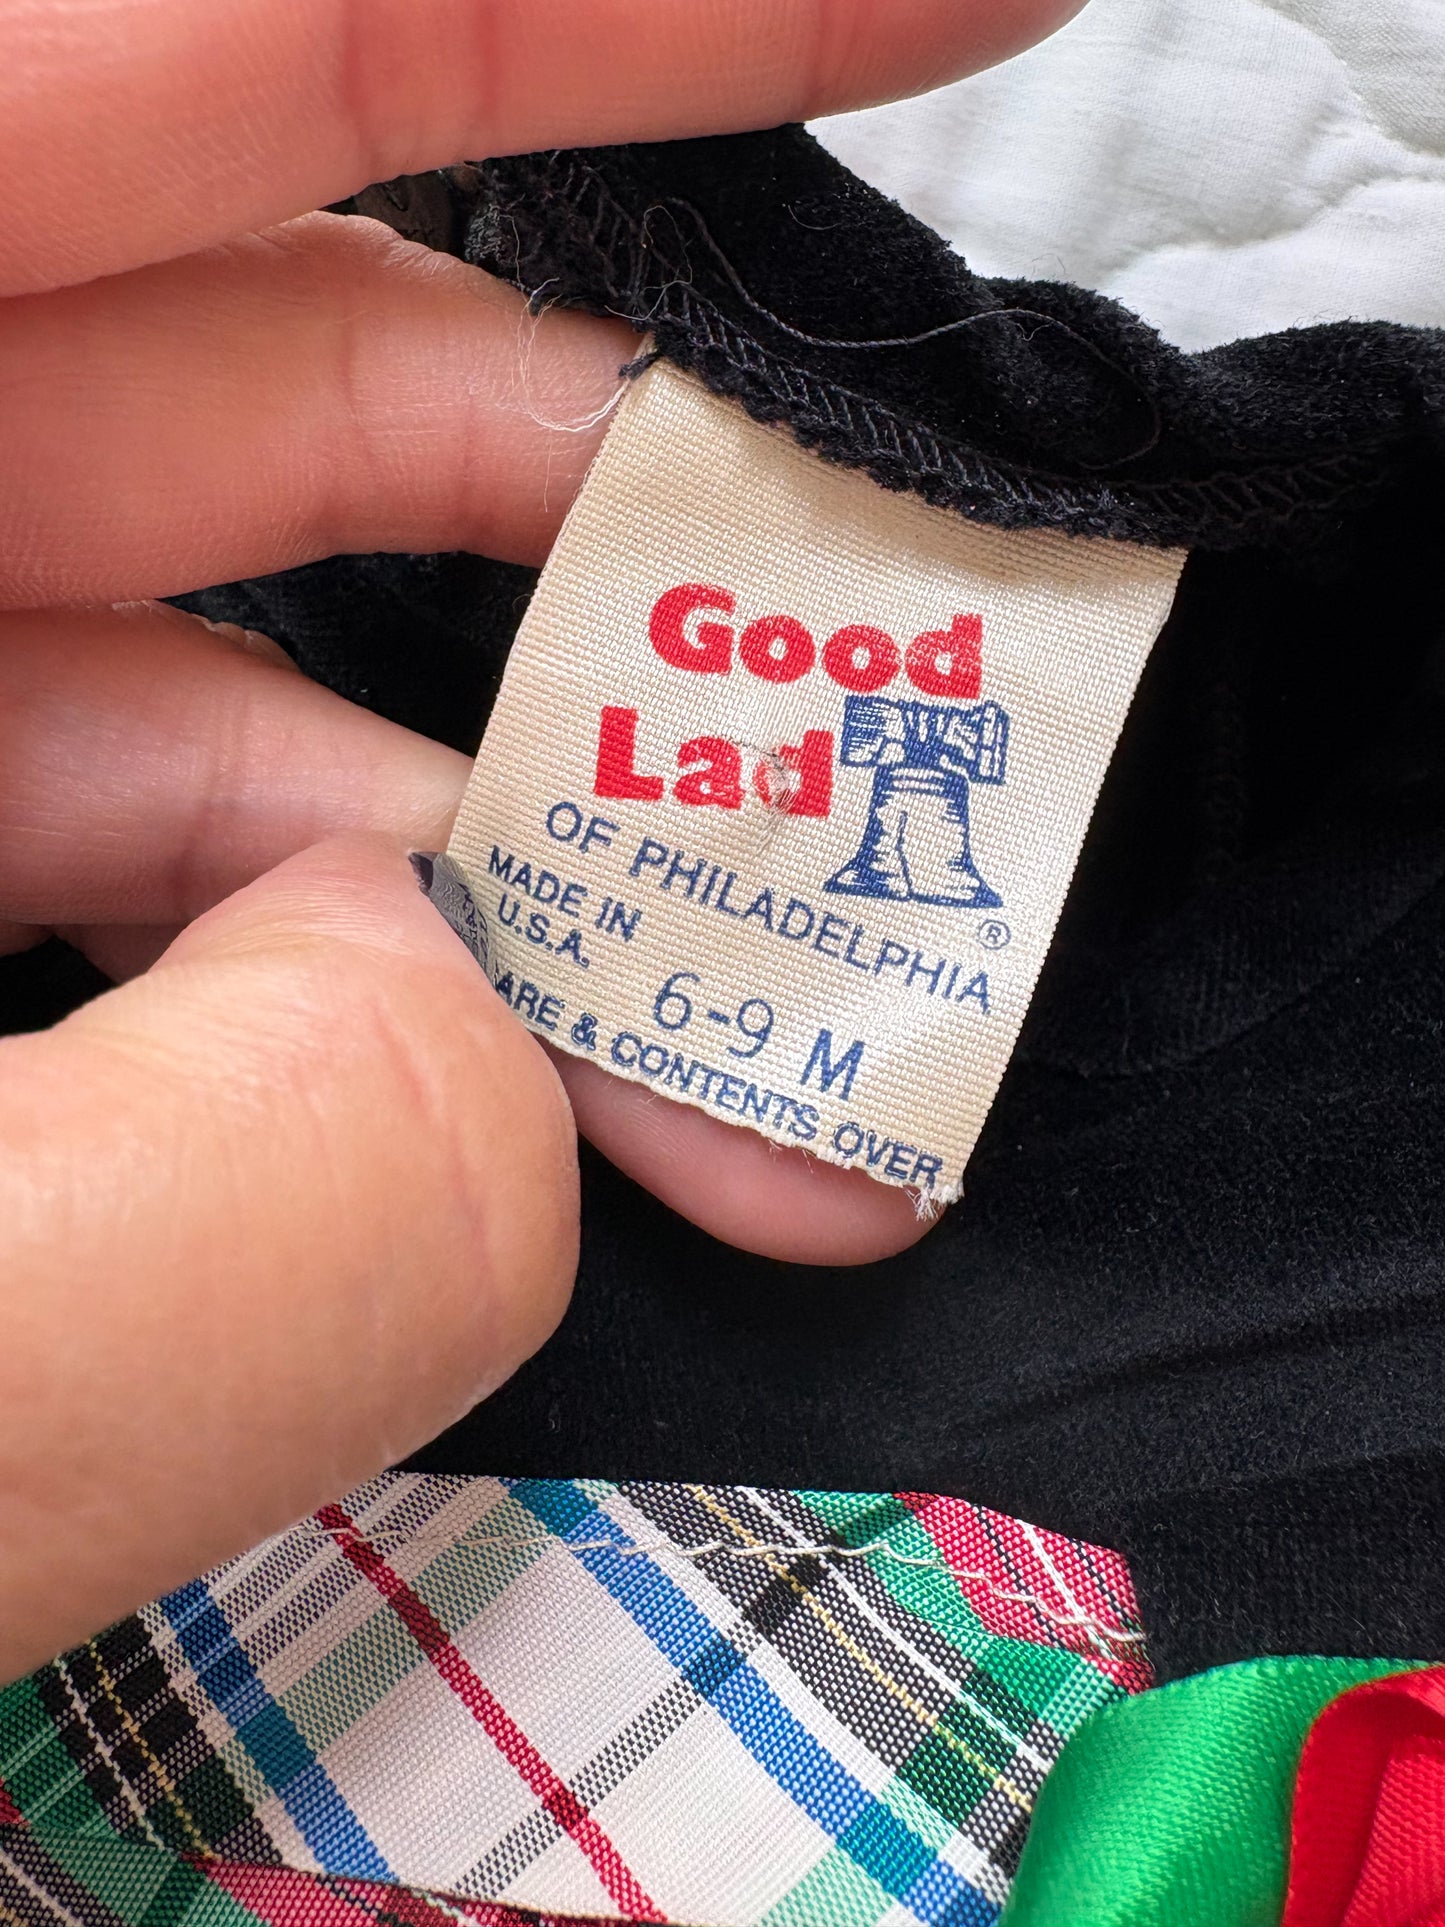 Good
Lad
OF PHILADELPHIA
®
MADE IN
U.S.A.
6-9 M
ARE & CONTENTS OVER